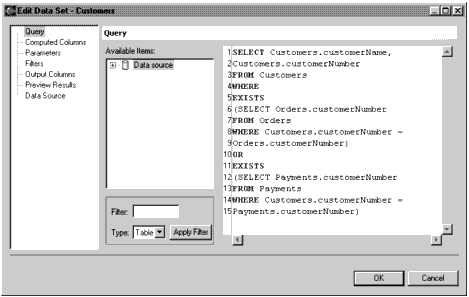 Edit Data Set - Customers
Query
Computed Columns
Parameters
Filters
Output Columns
Preview Results
Data Source
Query
Available Items:
Data source
Filter:
Type: Table Apply Filter
1 SELECT Customers.customerName,
2 Customers.customerNumber
3 FROM Customers
4 WHERE
5 EXISTS
6 (SELECT Orders.customerNumber
7 FROM Orders
8 WHERE Customers.customerNumber =
9 Orders.customerNumber)
10 OR
11 EXISTS
12 (SELECT Payments.customerNumber
13 FROM Payments
14 WHERE Customers.customerNumber =
15 Payments.customerNumber)
OK Cancel